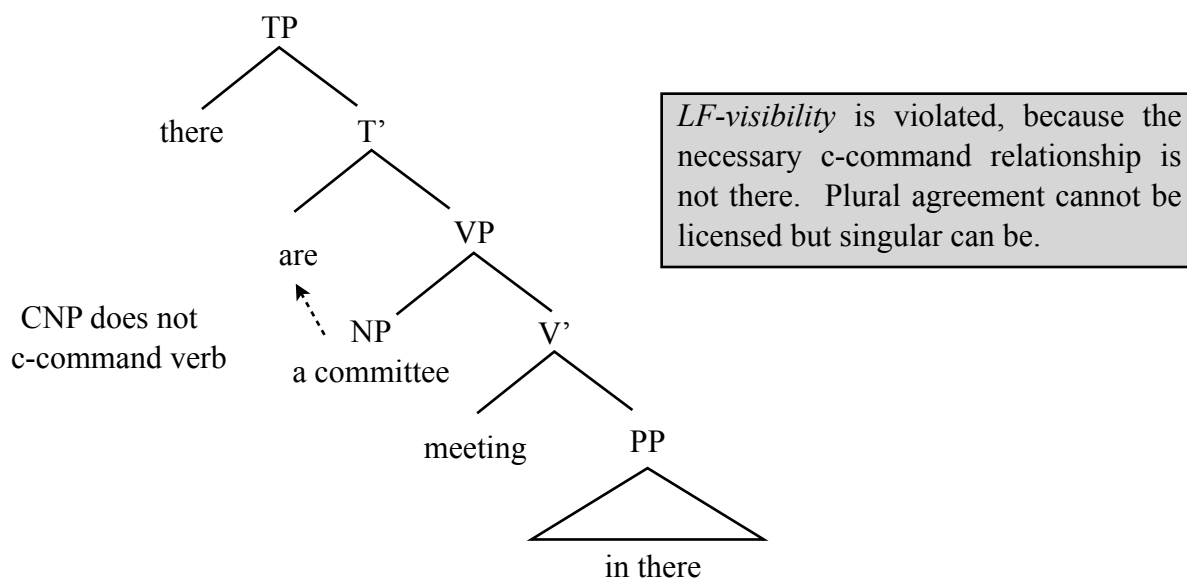 TP
there
T’
LF-visibility is violated, because the
necessary c-command relationship is
not there. Plural agreement cannot be
licensed but singular can be.
are
VP
CNP does not
c-command verb
NP
V’
a committee
meeting
PP
in there